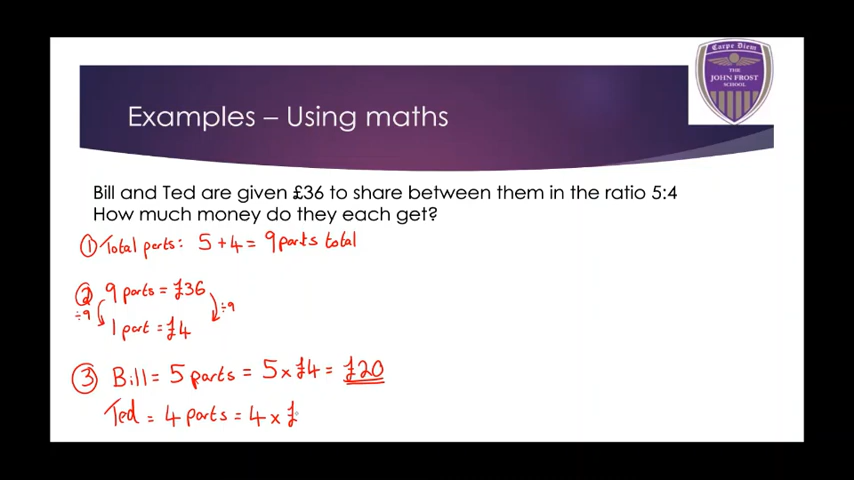 Carpe Diem
THE
JOHN FROST
SCHOOL
Examples – Using maths
Bill and Ted are given £36 to share between them in the ratio 5:4
How much money do they each get?
① Total parts: 5 + 4 = 9 parts total
② 9 parts = £36
÷9 ÷9
1 part = £4
③ Bill = 5 parts = 5 x £4 = £20
Ted = 4 parts = 4 x £